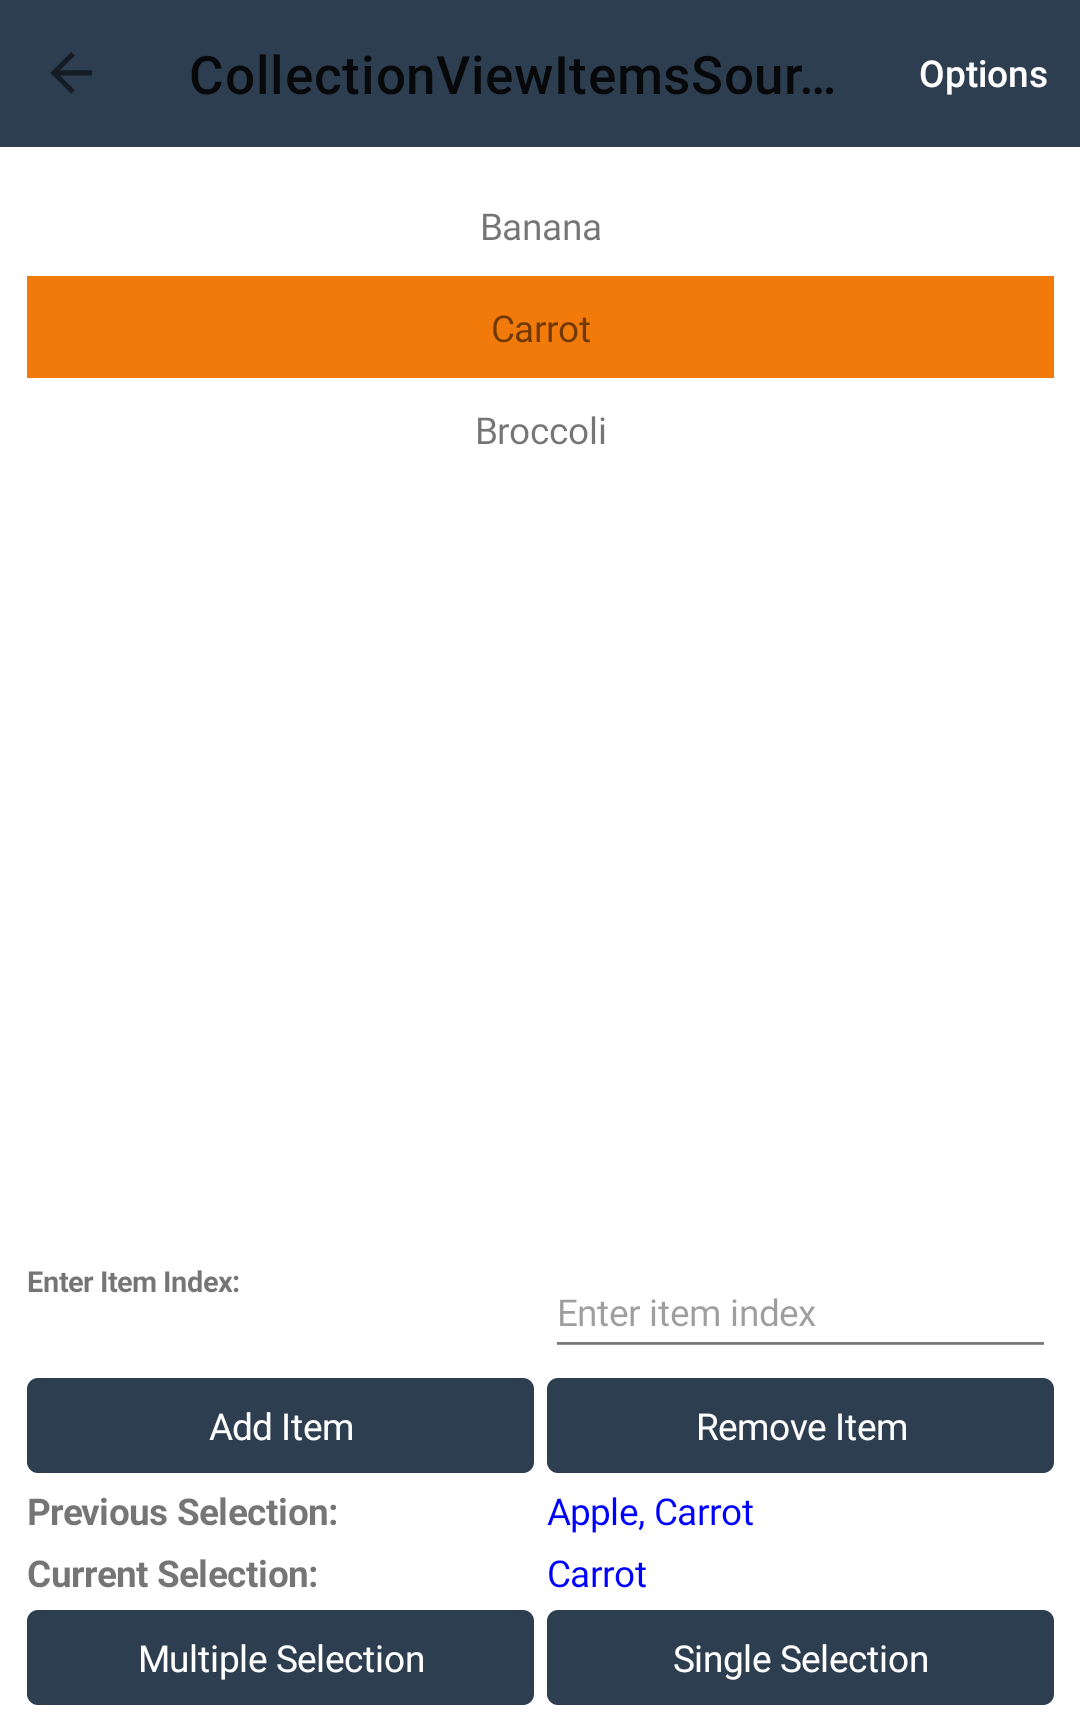 CollectionViewItemsSour...
Options
Banana
Carrot
Broccoli
Enter Item Index:
Enter item index
Add Item
Remove Item
Previous Selection:
Apple, Carrot
Current Selection:
Carrot
Multiple Selection
Single Selection